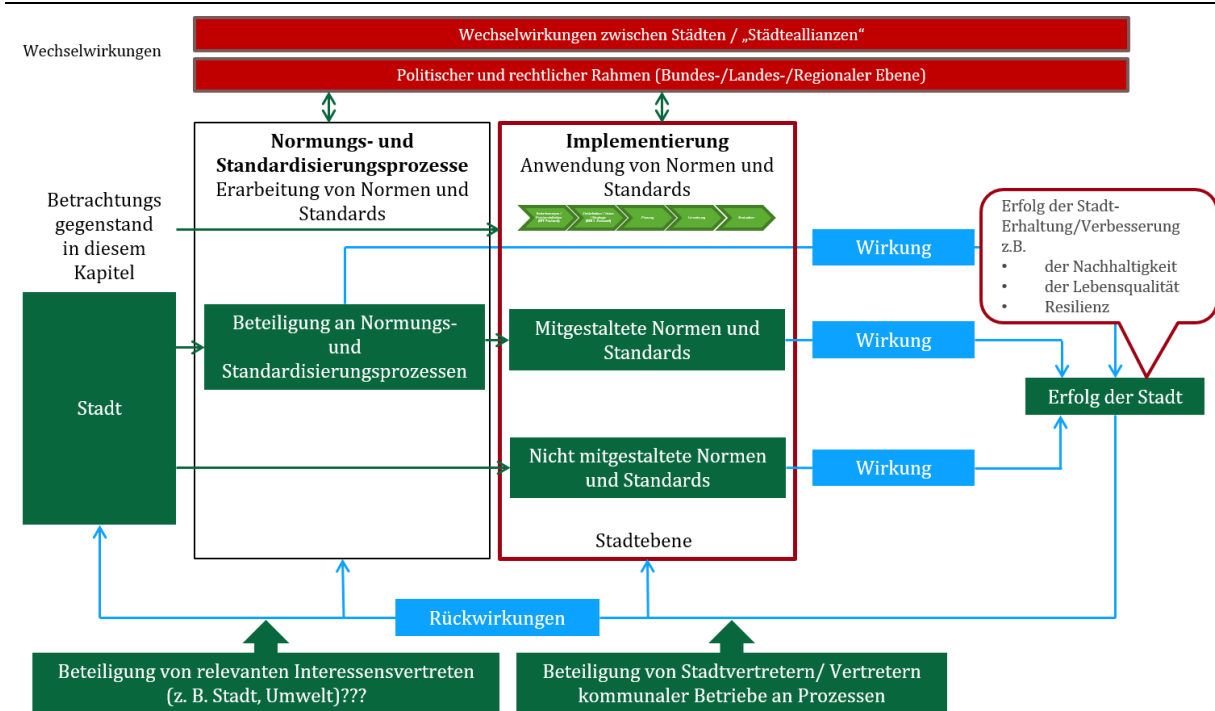 Wechselwirkungen zwischen Städten / „Städteallianzen“
Wechselwirkungen
Politischer und rechtlicher Rahmen (Bundes-/Landes-/Regionaler Ebene)
Normungs- und
Standardisierungsprozesse
Erarbeitung von Normen und
Standards
Implementierung
Anwendung von Normen und
Standards
Betrachtungs
gegenstand
in diesem
Kapitel
Planung
Umsetzung
Evaluation
Erfolg der Stadt-
Erhaltung/Verbesserung
z.B.
• der Nachhaltigkeit
• der Lebensqualität
• Resilienz
Wirkung
Stadt
Beteiligung an Normungs-
und
Standardisierungsprozessen
Mitgestaltete Normen und
Standards
Wirkung
Erfolg der Stadt
Nicht mitgestaltete Normen
und Standards
Wirkung
Stadtebene
Rückwirkungen
Beteiligung von relevanten Interessensvertreten
(z. B. Stadt, Umwelt)???
Beteiligung von Stadtvertretern/ Vertretern
kommunaler Betriebe an Prozessen